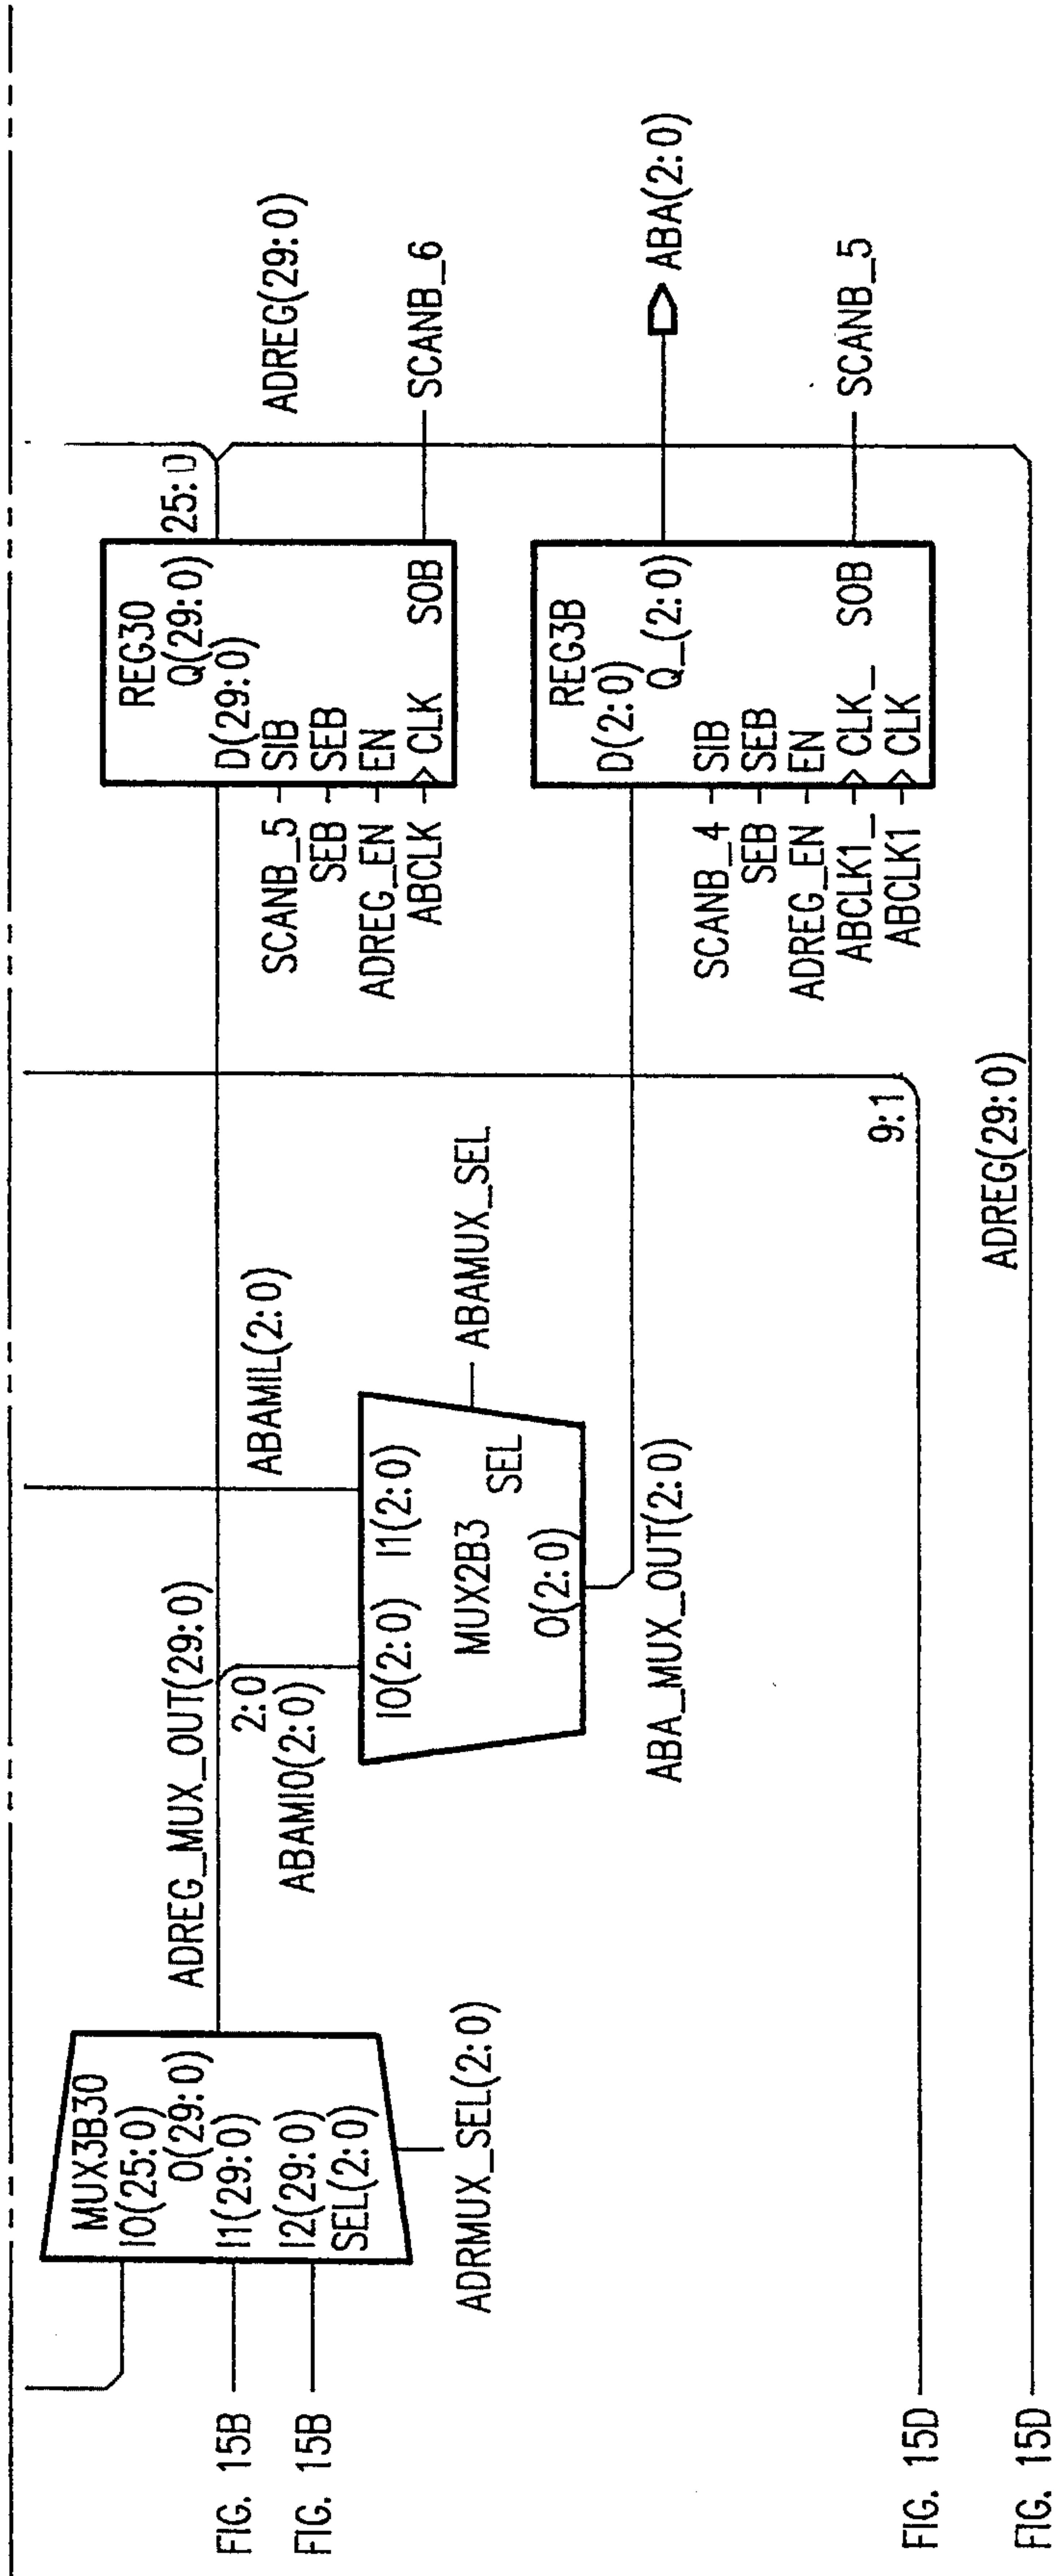 MUX3B30
I0(25:0)
O(29:0)
I1(29:0)
I2(29:0)
SEL(2:0)
ADRMUX_SEL(2:0)
FIG. 15B
FIG. 15B
ADREG_MUX_OUT(29:0)
2:0
ABAMI0(2:0)
ABAMIL(2:0)
I0(2:0) I1(2:0)
MUX2B3
SEL
O(2:0)
ABAMUX_SEL
ABA_MUX_OUT(2:0)
REG30
Q(29:0)
D(29:0)
SIB
SEB
EN
CLK SOB
SCANB_5
SEB
ADREG_EN
ABCLK
25:0
ADREG(29:0)
SCANB_6
REG3B
D(2:0)
Q_(2:0)
SIB
SEB
EN
CLK_ SOB
CLK
SCANB_4
SEB
ADREG_EN
ABCLK1_
ABCLK1
ABA(2:0)
SCANB_5
9:1
FIG. 15D
ADREG(29:0)
FIG. 15D